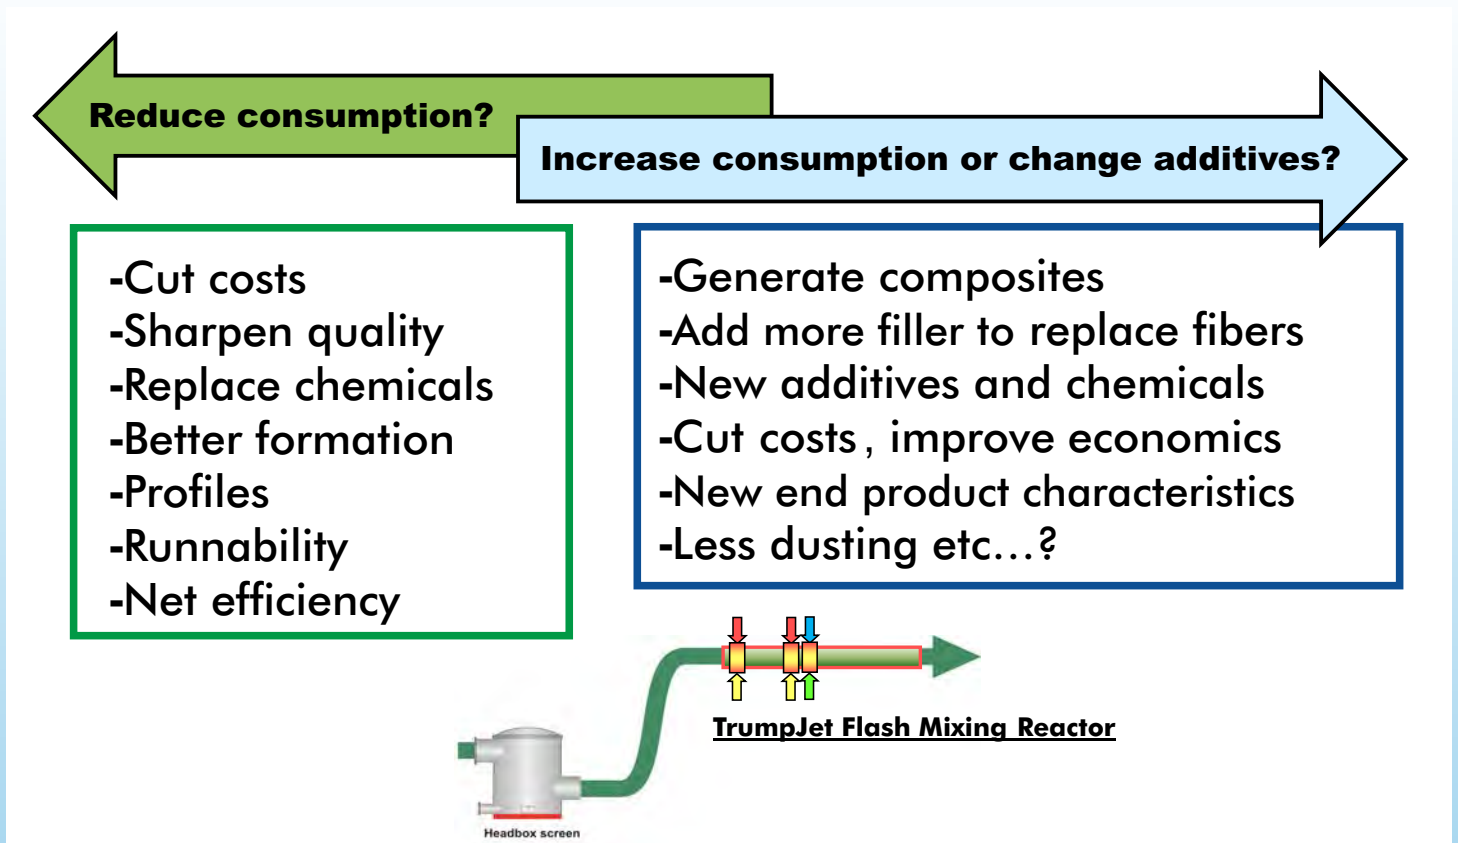 Reduce consumption?
Increase consumption or change additives?
-Cut costs
-Sharpen quality
-Replace chemicals
-Better formation
-Profiles
-Runnability
-Net efficiency
-Generate composites
-Add more filler to replace fibers
-New additives and chemicals
-Cut costs, improve economics
-New end product characteristics
-Less dusting etc...?
TrumpJet Flash Mixing Reactor
Headbox screen